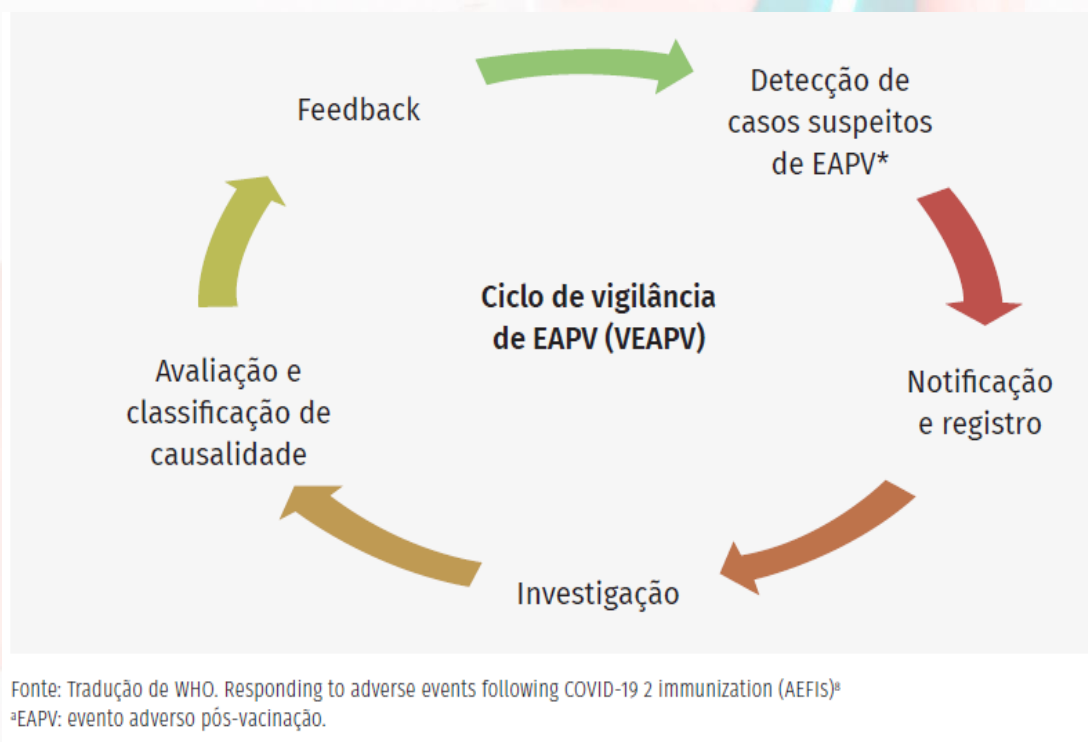 Feedback
Detecção de
casos suspeitos
de EAPV*
Ciclo de vigilância
de EAPV (VEAPV)
Notificação
e registro
Avaliação e
classificação de
causalidade
Investigação
Fonte: Tradução de WHO. Responding to adverse events following COVID-19 2 immunization (AEFIs)⁸
ªEAPV: evento adverso pós-vacinação.